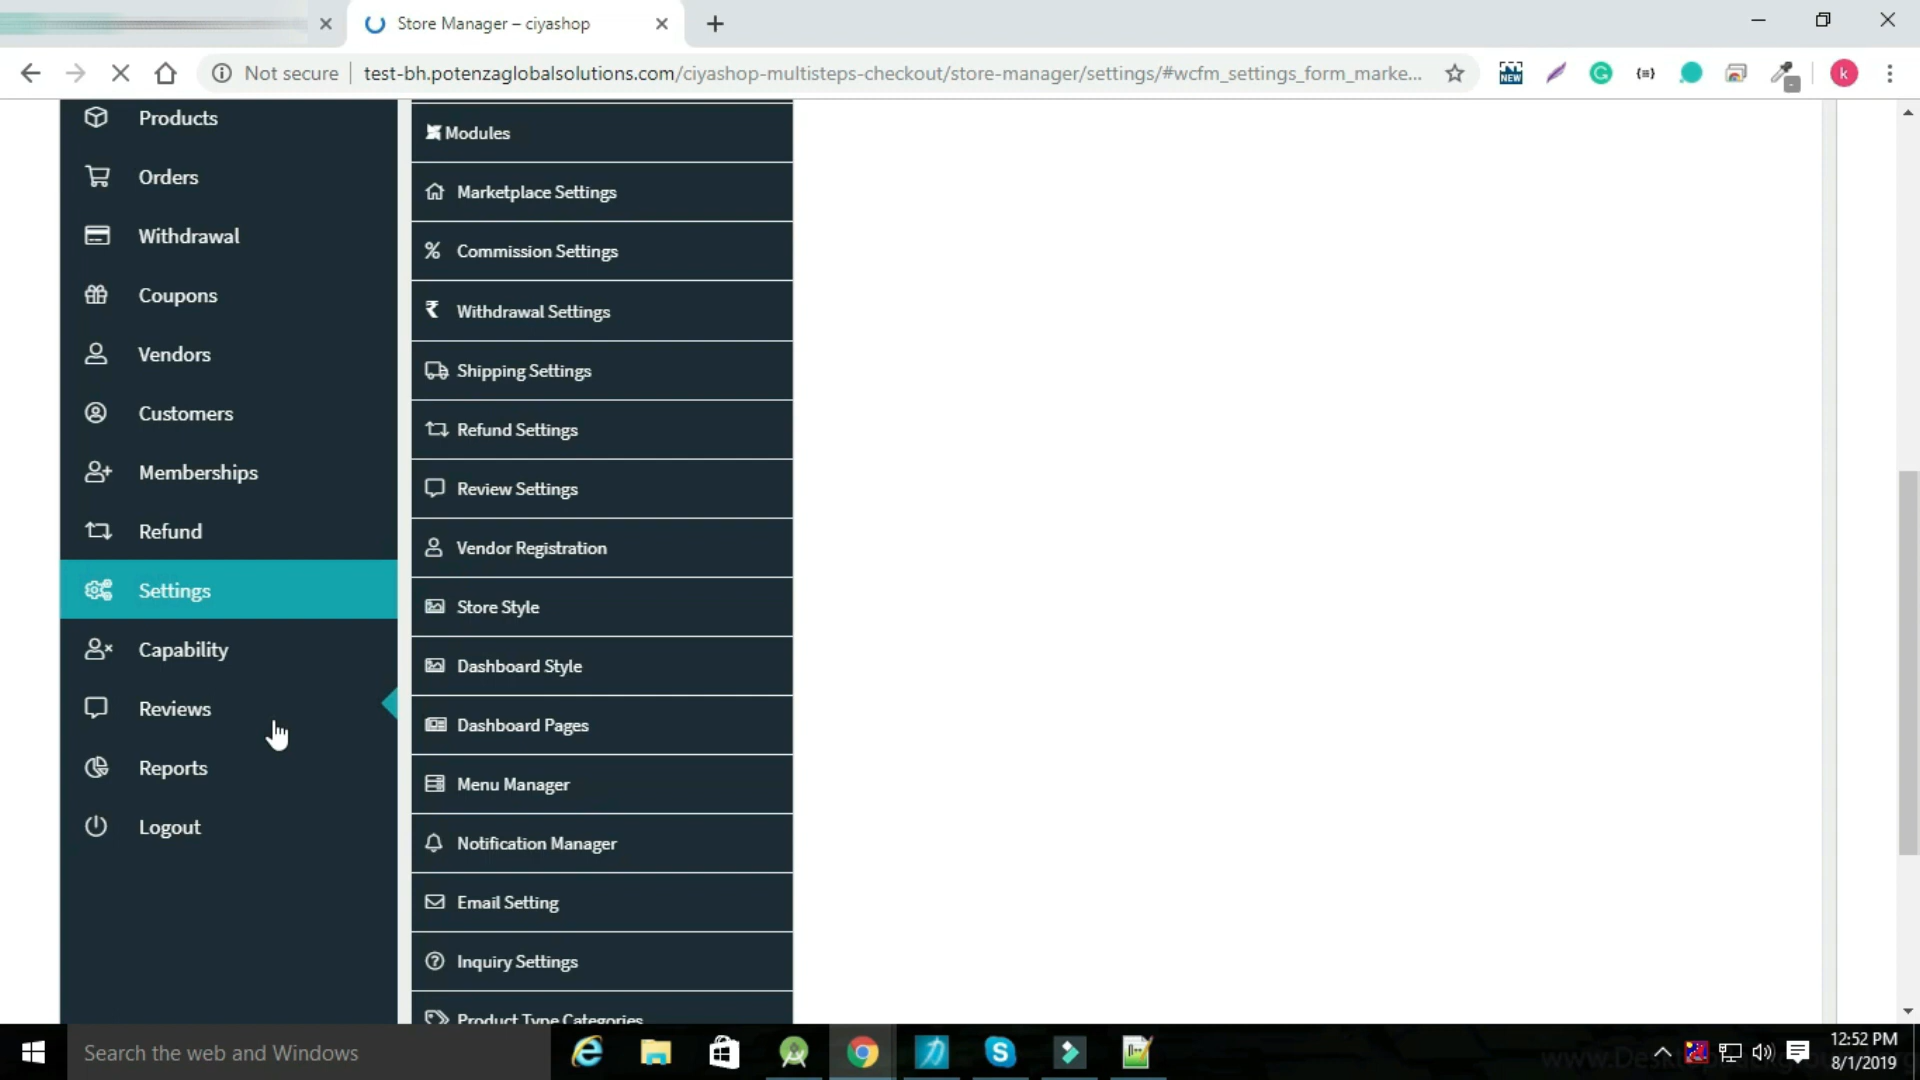 Store Manager – ciyashop
Not secure
test-bh.potenzaglobalsolutions.com/ciyashop-multisteps-checkout/store-manager/settings/#wcfm_settings_form_marke...
NEW
k
Products
Orders
Withdrawal
Coupons
Vendors
Customers
Memberships
Refund
Settings
Capability
Reviews
Reports
Logout
Modules
Marketplace Settings
Commission Settings
Withdrawal Settings
Shipping Settings
Refund Settings
Review Settings
Vendor Registration
Store Style
Dashboard Style
Dashboard Pages
Menu Manager
Notification Manager
Email Setting
Inquiry Settings
Product Type Categories
Search the web and Windows
12:52 PM
8/1/2019